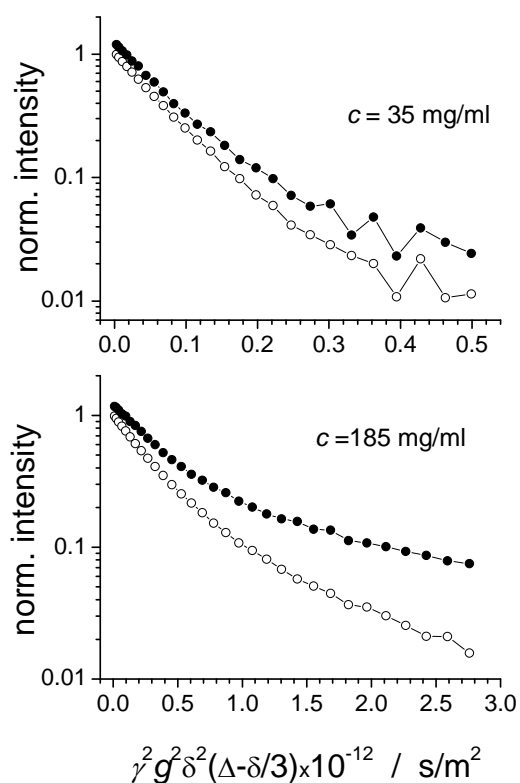 1
0.1
0.01
norm. intensity
c = 35 mg/ml
0.0 0.1 0.2 0.3 0.4 0.5
1
0.1
0.01
norm. intensity
c =185 mg/ml
0.0 0.5 1.0 1.5 2.0 2.5 3.0
γ²g²δ²(Δ-δ/3)x10⁻¹² / s/m²